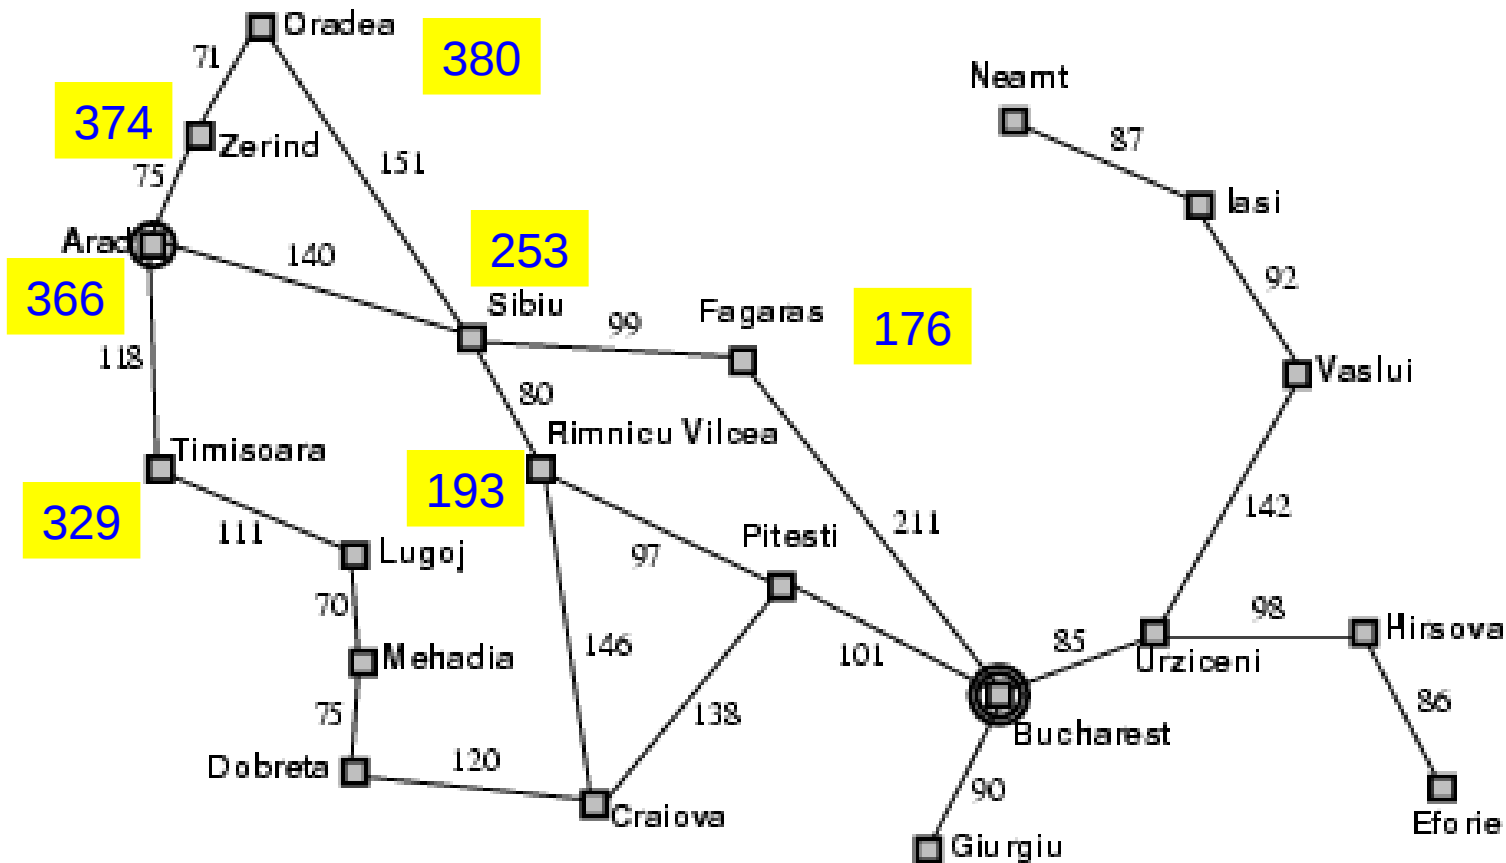 Oradea
380
71
Neamt
374
Zerind
87
75
151
Iasi
Arad
140
253
92
366
Sibiu
Fagaras
176
99
118
Vaslui
80
Rimnicu Vilcea
Timisoara
193
329
211
142
111
97
Pitesti
Lugoj
70
98
Hirsova
146
101
85
Urziceni
Mehadia
86
75
138
Bucharest
Dobreta
120
90
Craiova
Eforie
Giurgiu